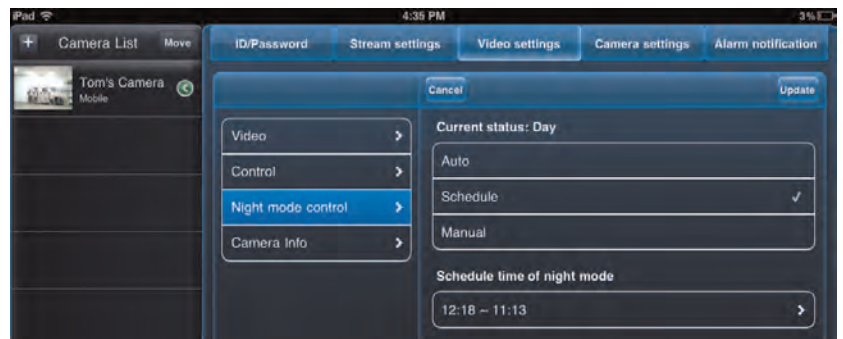 iPad 4:35 PM 3%
+ Camera List Move ID/Password Stream settings Video settings Camera settings Alarm notification
Tom's Camera
Mobile
Cancel Update
Video
Control
Night mode control
Camera Info
Current status: Day
Auto
Schedule
Manual
Schedule time of night mode
12:18 ~ 11:13